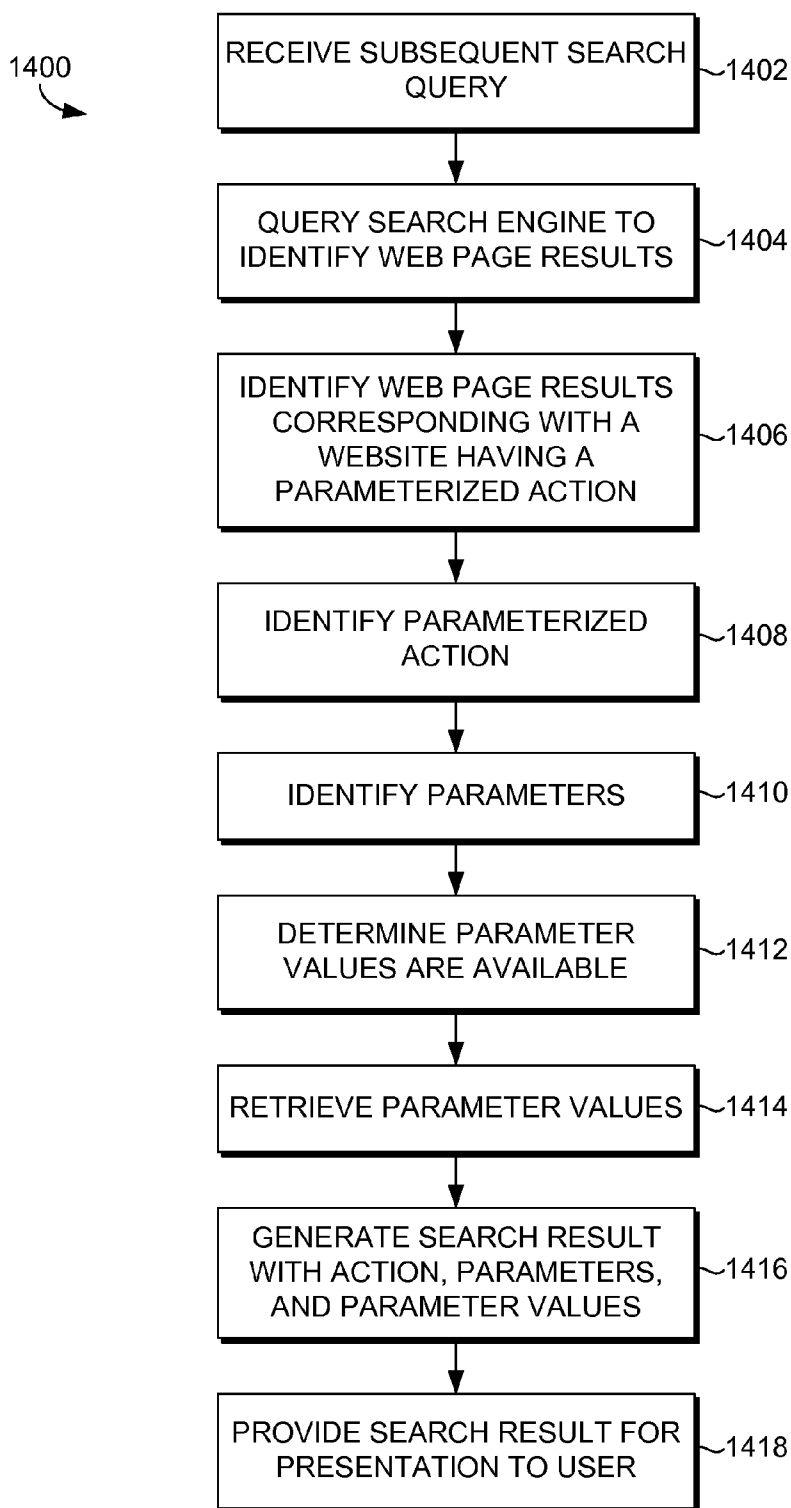 1400
RECEIVE SUBSEQUENT SEARCH
QUERY
1402
QUERY SEARCH ENGINE TO
IDENTIFY WEB PAGE RESULTS
1404
IDENTIFY WEB PAGE RESULTS
CORRESPONDING WITH A
WEBSITE HAVING A
PARAMETERIZED ACTION
1406
IDENTIFY PARAMETERIZED
ACTION
1408
IDENTIFY PARAMETERS
1410
DETERMINE PARAMETER
VALUES ARE AVAILABLE
1412
RETRIEVE PARAMETER VALUES
1414
GENERATE SEARCH RESULT
WITH ACTION, PARAMETERS,
AND PARAMETER VALUES
1416
PROVIDE SEARCH RESULT FOR
PRESENTATION TO USER
1418